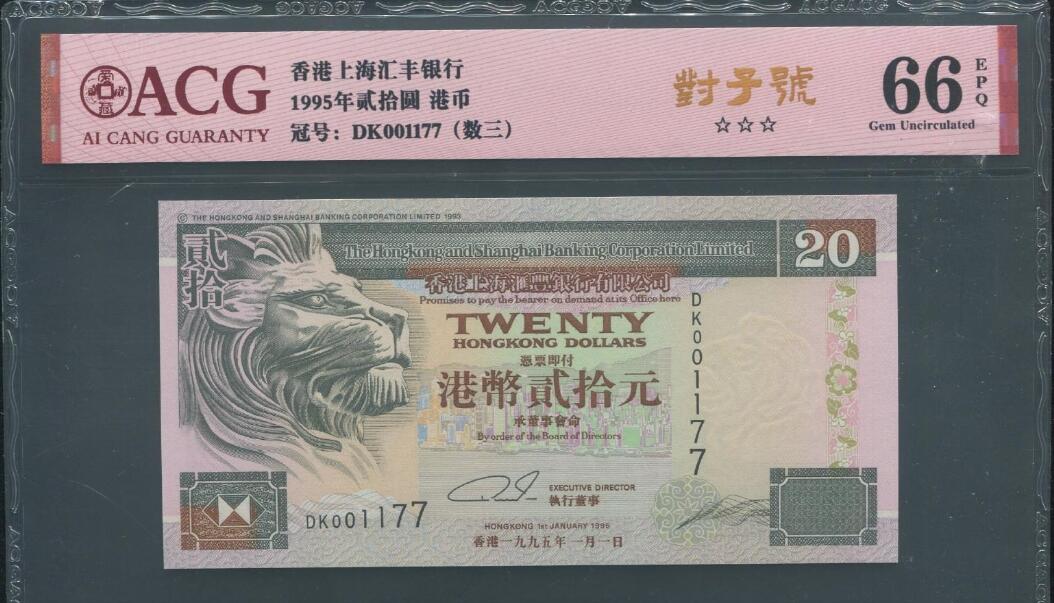 ACG
AI CANG GUARANTY
香港上海汇丰银行
1995年贰拾圆 港币
冠号：DK001177（数三）
對子號
☆☆☆
66
EPQ
Gem Uncirculated
© THE HONGKONG AND SHANGHAI BANKING CORPORATION LIMITED 1993
貳拾
The Hongkong and Shanghai Banking Corporation Limited
20
香港上海汇豐銀行有限公司
Promises to pay the bearer on demand at its Office here
TWENTY
HONGKONG DOLLARS
憑票即付
港幣貳拾元
承董事會命
By order of the Board of Directors
DK001177
EXECUTIVE DIRECTOR
執行董事
DK001177
HONGKONG 1st JANUARY 1995
香港一九九五年一月一日